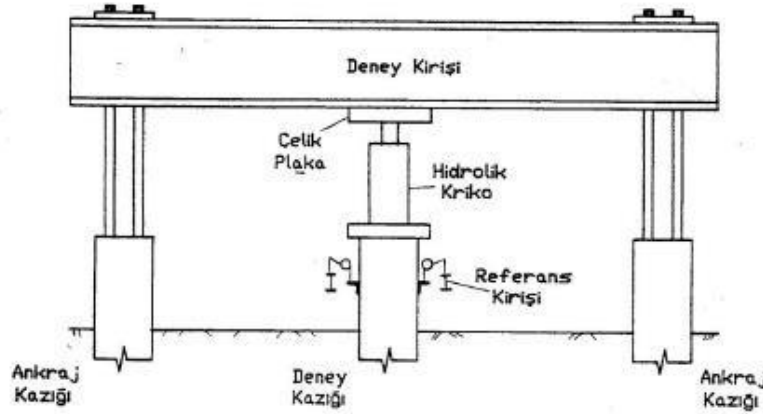 Deney Kirişi
Çelik
Plaka
Hidrolik
Kriko
Referans
Kirişi
Ankraj
Kazığı
Deney
Kazığı
Ankraj
Kazığı